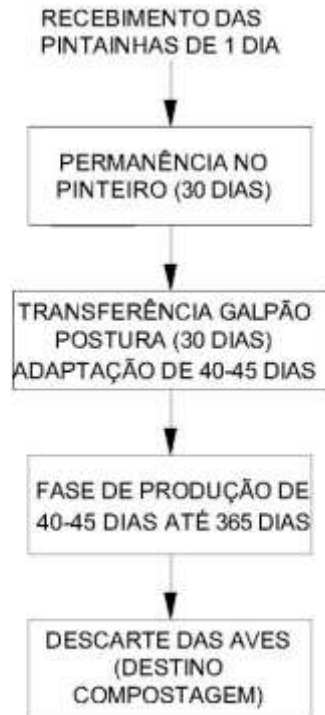 RECEBIMENTO DAS
PINTAINHAS DE 1 DIA
PERMANÊNCIA NO
PINTEIRO (30 DIAS)
TRANSFERÊNCIA GALPÃO
POSTURA (30 DIAS)
ADAPTAÇÃO DE 40-45 DIAS
FASE DE PRODUÇÃO DE
40-45 DIAS ATÉ 365 DIAS
DESCARTE DAS AVES
(DESTINO
COMPOSTAGEM)